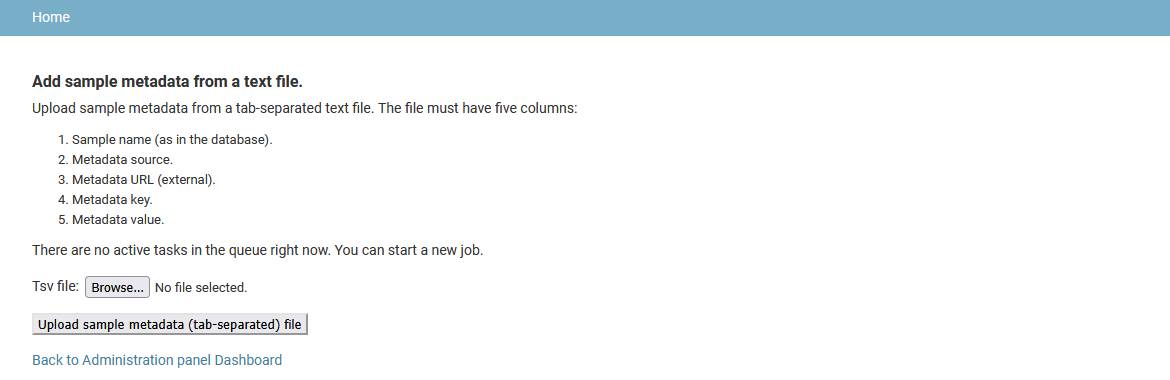 Home
Add sample metadata from a text file.
Upload sample metadata from a tab-separated text file. The file must have five columns:
1. Sample name (as in the database).
2. Metadata source.
3. Metadata URL (external).
4. Metadata key.
5. Metadata value.
There are no active tasks in the queue right now. You can start a new job.
Tsv file: Browse... No file selected.
Upload sample metadata (tab-separated) file
Back to Administration panel Dashboard